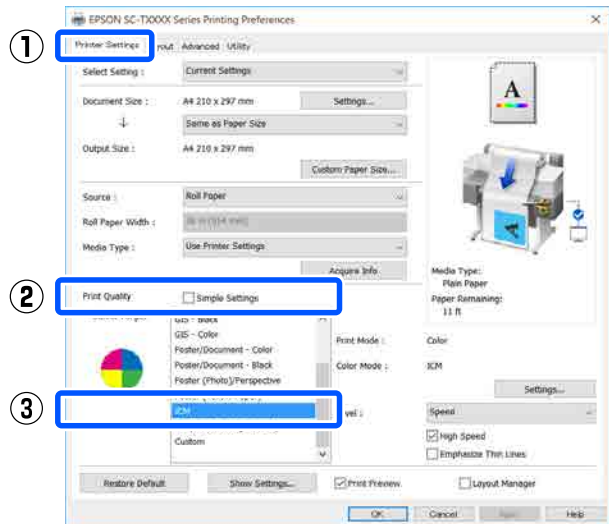 EPSON SC-TXXXX Series Printing Preferences
①
Printer Settings yout Advanced Utility
Select Setting : Current Settings
A
Document Size : A4 210 x 297 mm Settings...
Same as Paper Size
Output Size : A4 210 x 297 mm
Custom Paper Size...
Source : Roll Paper
Roll Paper Width :
Media Type : Use Printer Settings
Acquire Info
Media Type:
Plain Paper
②
Print Quality Simple Settings
Paper Remaining:
11 ft
GIS - Black
GIS - Color
Print Mode : Color
Poster/Document - Color
Poster/Document - Black
Color Mode : ICM
Poster (Photo)/Perspective
Settings...
③
ICM
vel : Speed
High Speed
Custom
Emphasize Thin Lines
Restore Default Show Settings... Print Preview Layout Manager
OK Cancel Help